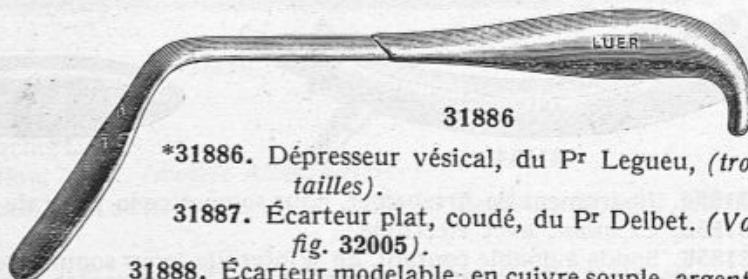 LUER
31886
*31886. Dépresseur vésical, du Pr Legueu, (tro
tailles).
31887. Écarteur plat, coudé, du Pr Delbet. (Vo
fig. 32005).
31888. Écarteur modelable, en cuivre souple argent